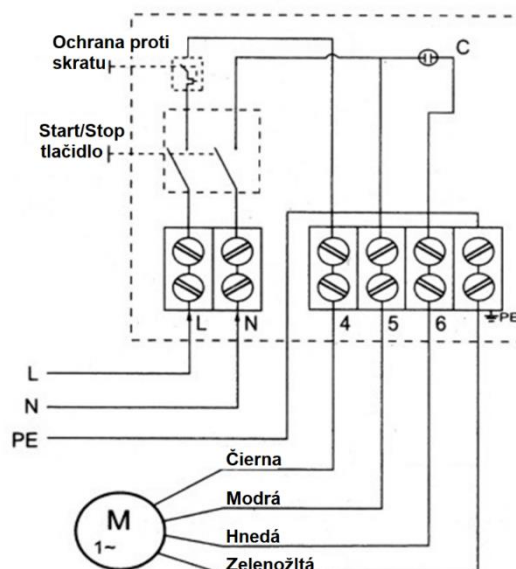 Ochrana proti
skratu
C
Start/Stop
tlačidlo
L N 4 5 6 PE
L
N
PE
Čierna
Modrá
Hnedá
Zelenožltá
M
1~